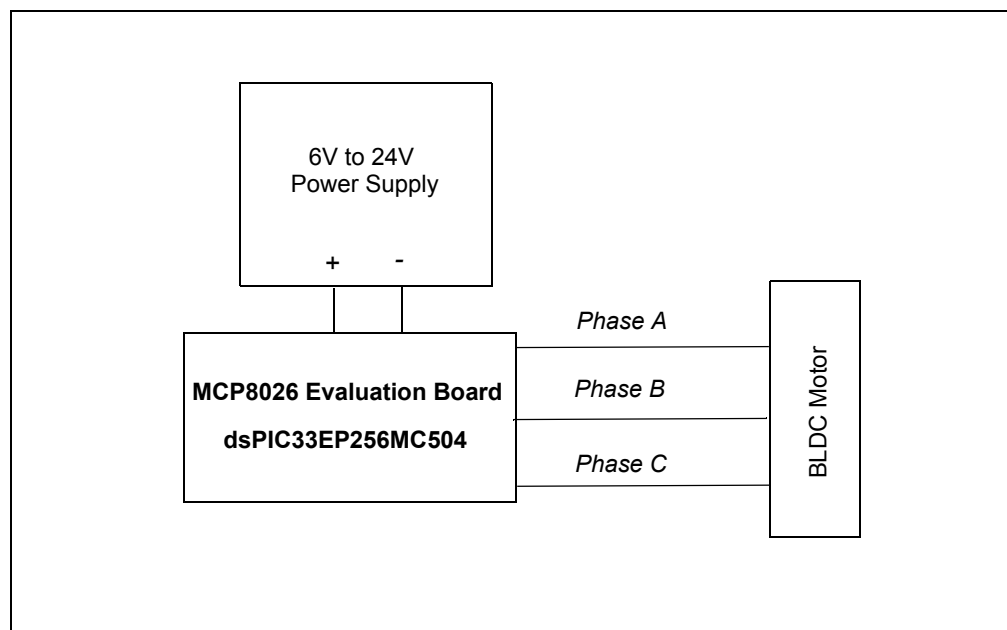 6V to 24V
Power Supply
+ -
Phase A
MCP8026 Evaluation Board
Phase B
dsPIC33EP256MC504
Phase C
BLDC Motor